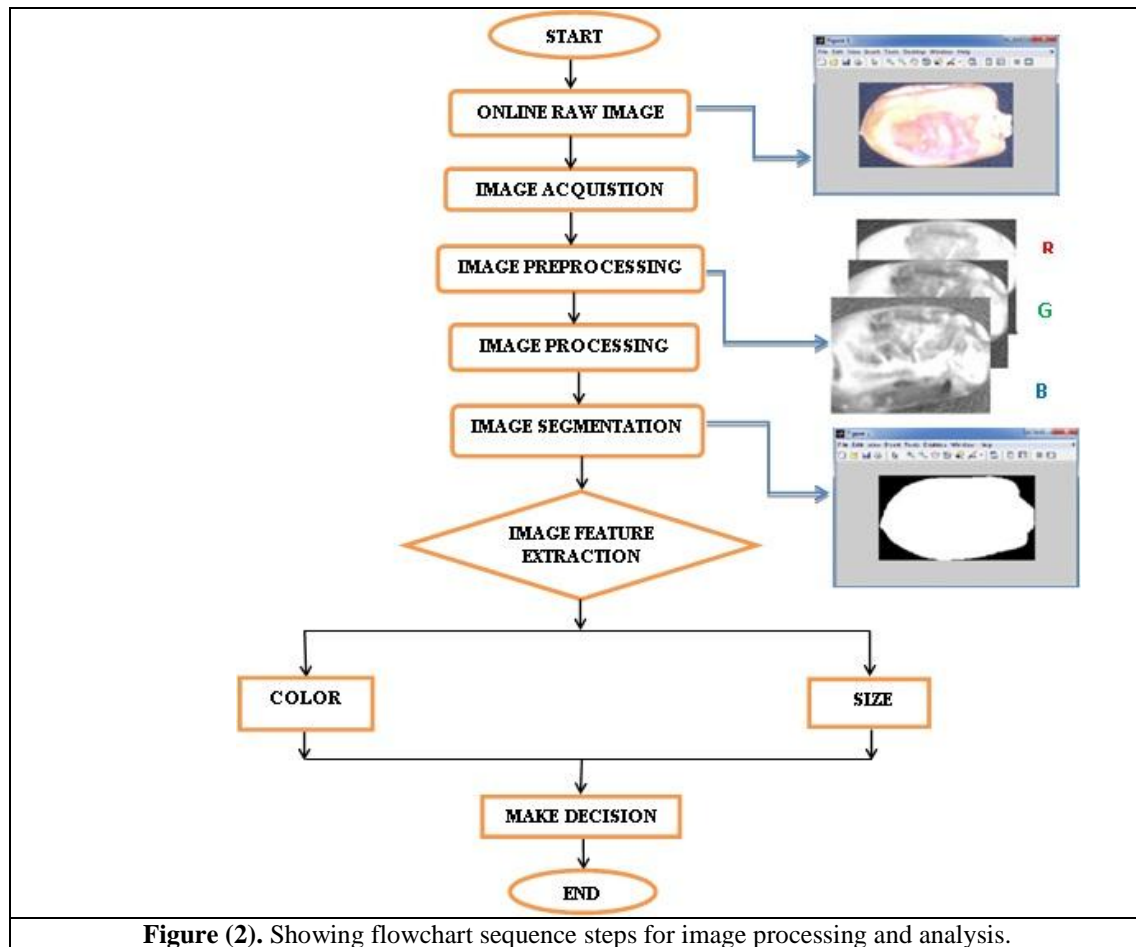 START
ONLINE RAW IMAGE
IMAGE ACQUISTION
IMAGE PREPROCESSING
R
G
B
IMAGE PROCESSING
IMAGE SEGMENTATION
IMAGE FEATURE
EXTRACTION
COLOR
SIZE
MAKE DECISION
END
Figure (2). Showing flowchart sequence steps for image processing and analysis.